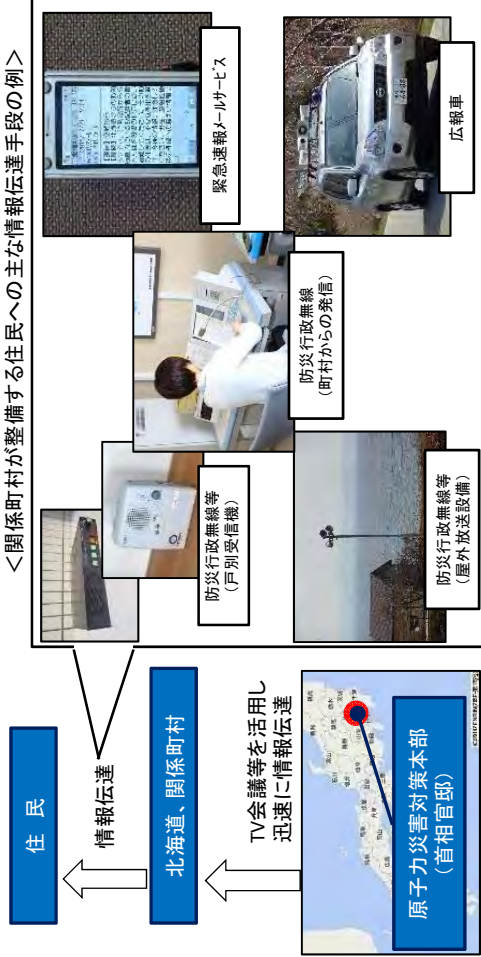 <関係町村が整備する住民への主な情報伝達手段の例>
住 民
情報伝達
北海道、関係町村
TV会議等を活用し
迅速に情報伝達
原子力災害対策本部
(首相官邸)
防災行政無線等
(戸別受信機)
防災行政無線
(町村からの発信)
緊急速報メールサービス
防災行政無線等
(屋外放送設備)
広報車